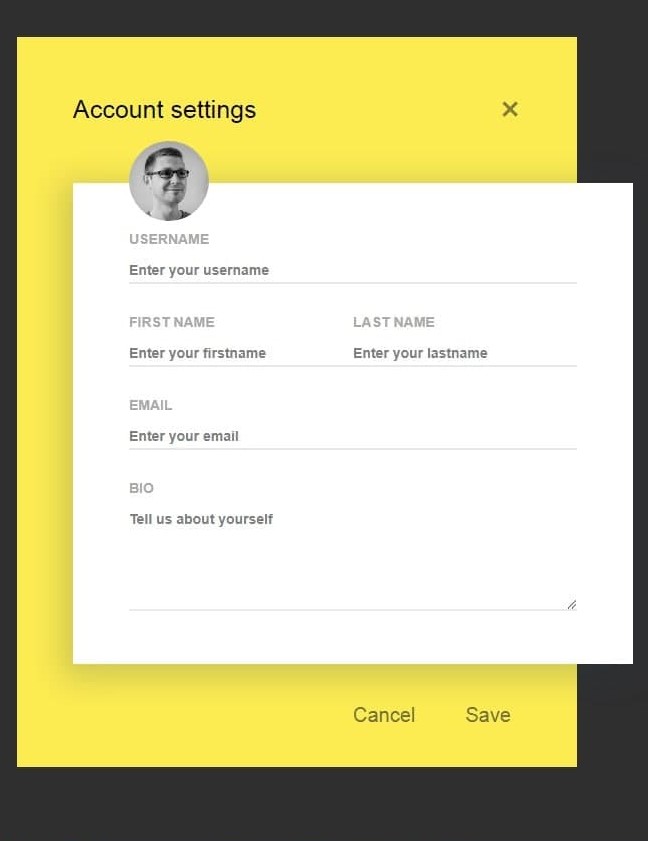 Account settings
USERNAME
Enter your username
FIRST NAME LAST NAME
Enter your firstname Enter your lastname
EMAIL
Enter your email
BIO
Tell us about yourself
Cancel Save